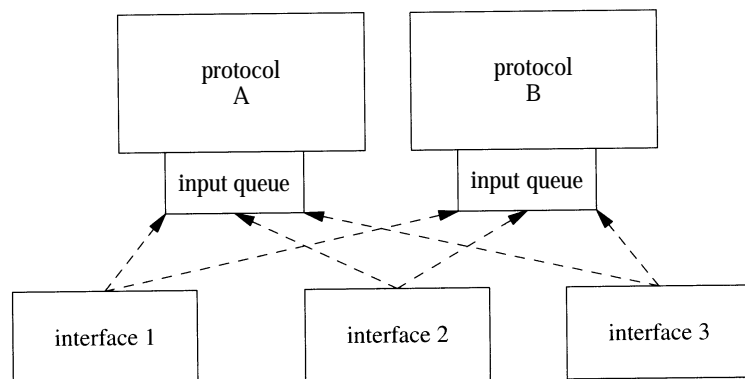 protocol
A
protocol
B
input queue
input queue
interface 1
interface 2
interface 3